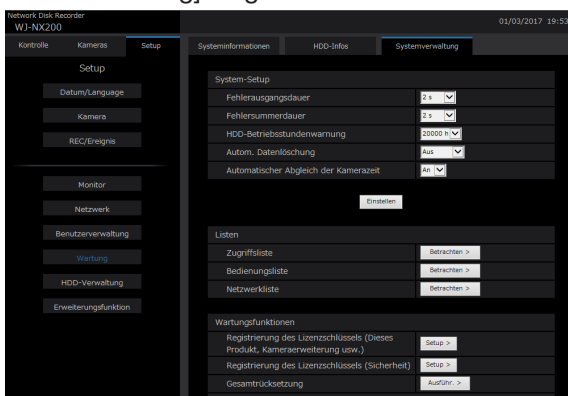 Network Disk Recorder
WJ-NX200
01/03/2017 19:53
Kontrolle Kameras Setup
Systeminformationen HDD-Infos Systemverwaltung
Setup
Datum/Language
Kamera
REC/Ereignis
Monitor
Netzwerk
Benutzerverwaltung
Wartung
HDD-Verwaltung
Erweiterungsfunktion
System-Setup
Fehlerausgangsdauer 2 s
Fehlersummerdauer 2 s
HDD-Betriebsstundenwarnung 20000 h
Autom. Datenlöschung Aus
Automatischer Abgleich der Kamerazeit An
Einstellen
Listen
Zugriffsliste Betrachten >
Bedienungsliste Betrachten >
Netzwerkliste Betrachten >
Wartungsfunktionen
Registrierung des Lizenzschlüssels (Dieses
Produkt, Kameraerweiterung usw.) Setup >
Registrierung des Lizenzschlüssels (Sicherheit) Setup >
Gesamtrücksetzung Ausführ. >